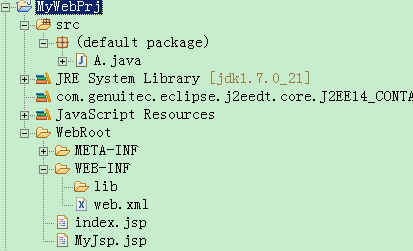 MyWebPrj
src
(default package)
A.java
JRE System Library [jdk1.7.0_21]
com.genuitec.eclipse.j2eedt.core.J2EE14_CONTA
JavaScript Resources
WebRoot
META-INF
WEB-INF
lib
web.xml
index.jsp
MyJsp.jsp